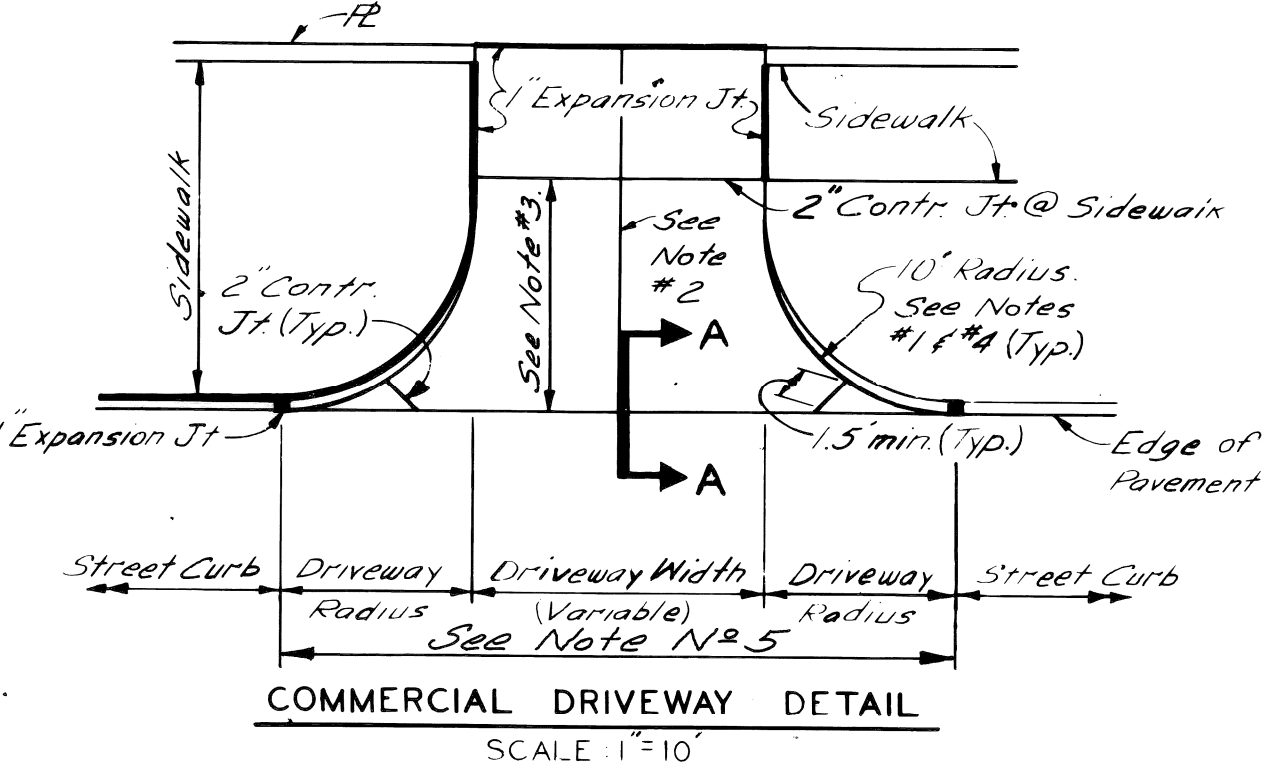 PL
1" Expansion Jt.
Sidewalk
Sidewalk
2" Contr. Jt. @ Sidewalk
See Note #3.
See
Note
#2
2" Contr.
Jt. (Typ.)
10' Radius.
See Notes
#1 & #4 (Typ.)
A
A
1.5' min. (Typ.)
" Expansion Jt
Edge of
Pavement
Street Curb
Driveway
Radius
Driveway Width
(Variable)
Driveway
Radius
Street Curb
See Note Nº 5
COMMERCIAL DRIVEWAY DETAIL
SCALE : 1"=10'